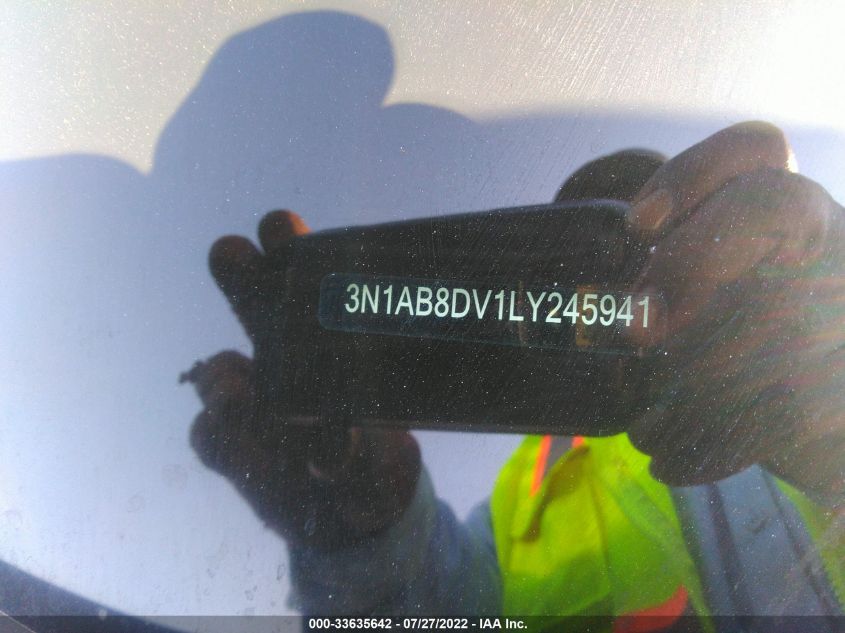 3N1AB8DV1LY245941
000-33635642 / 07/27/2022 - IAA Inc.